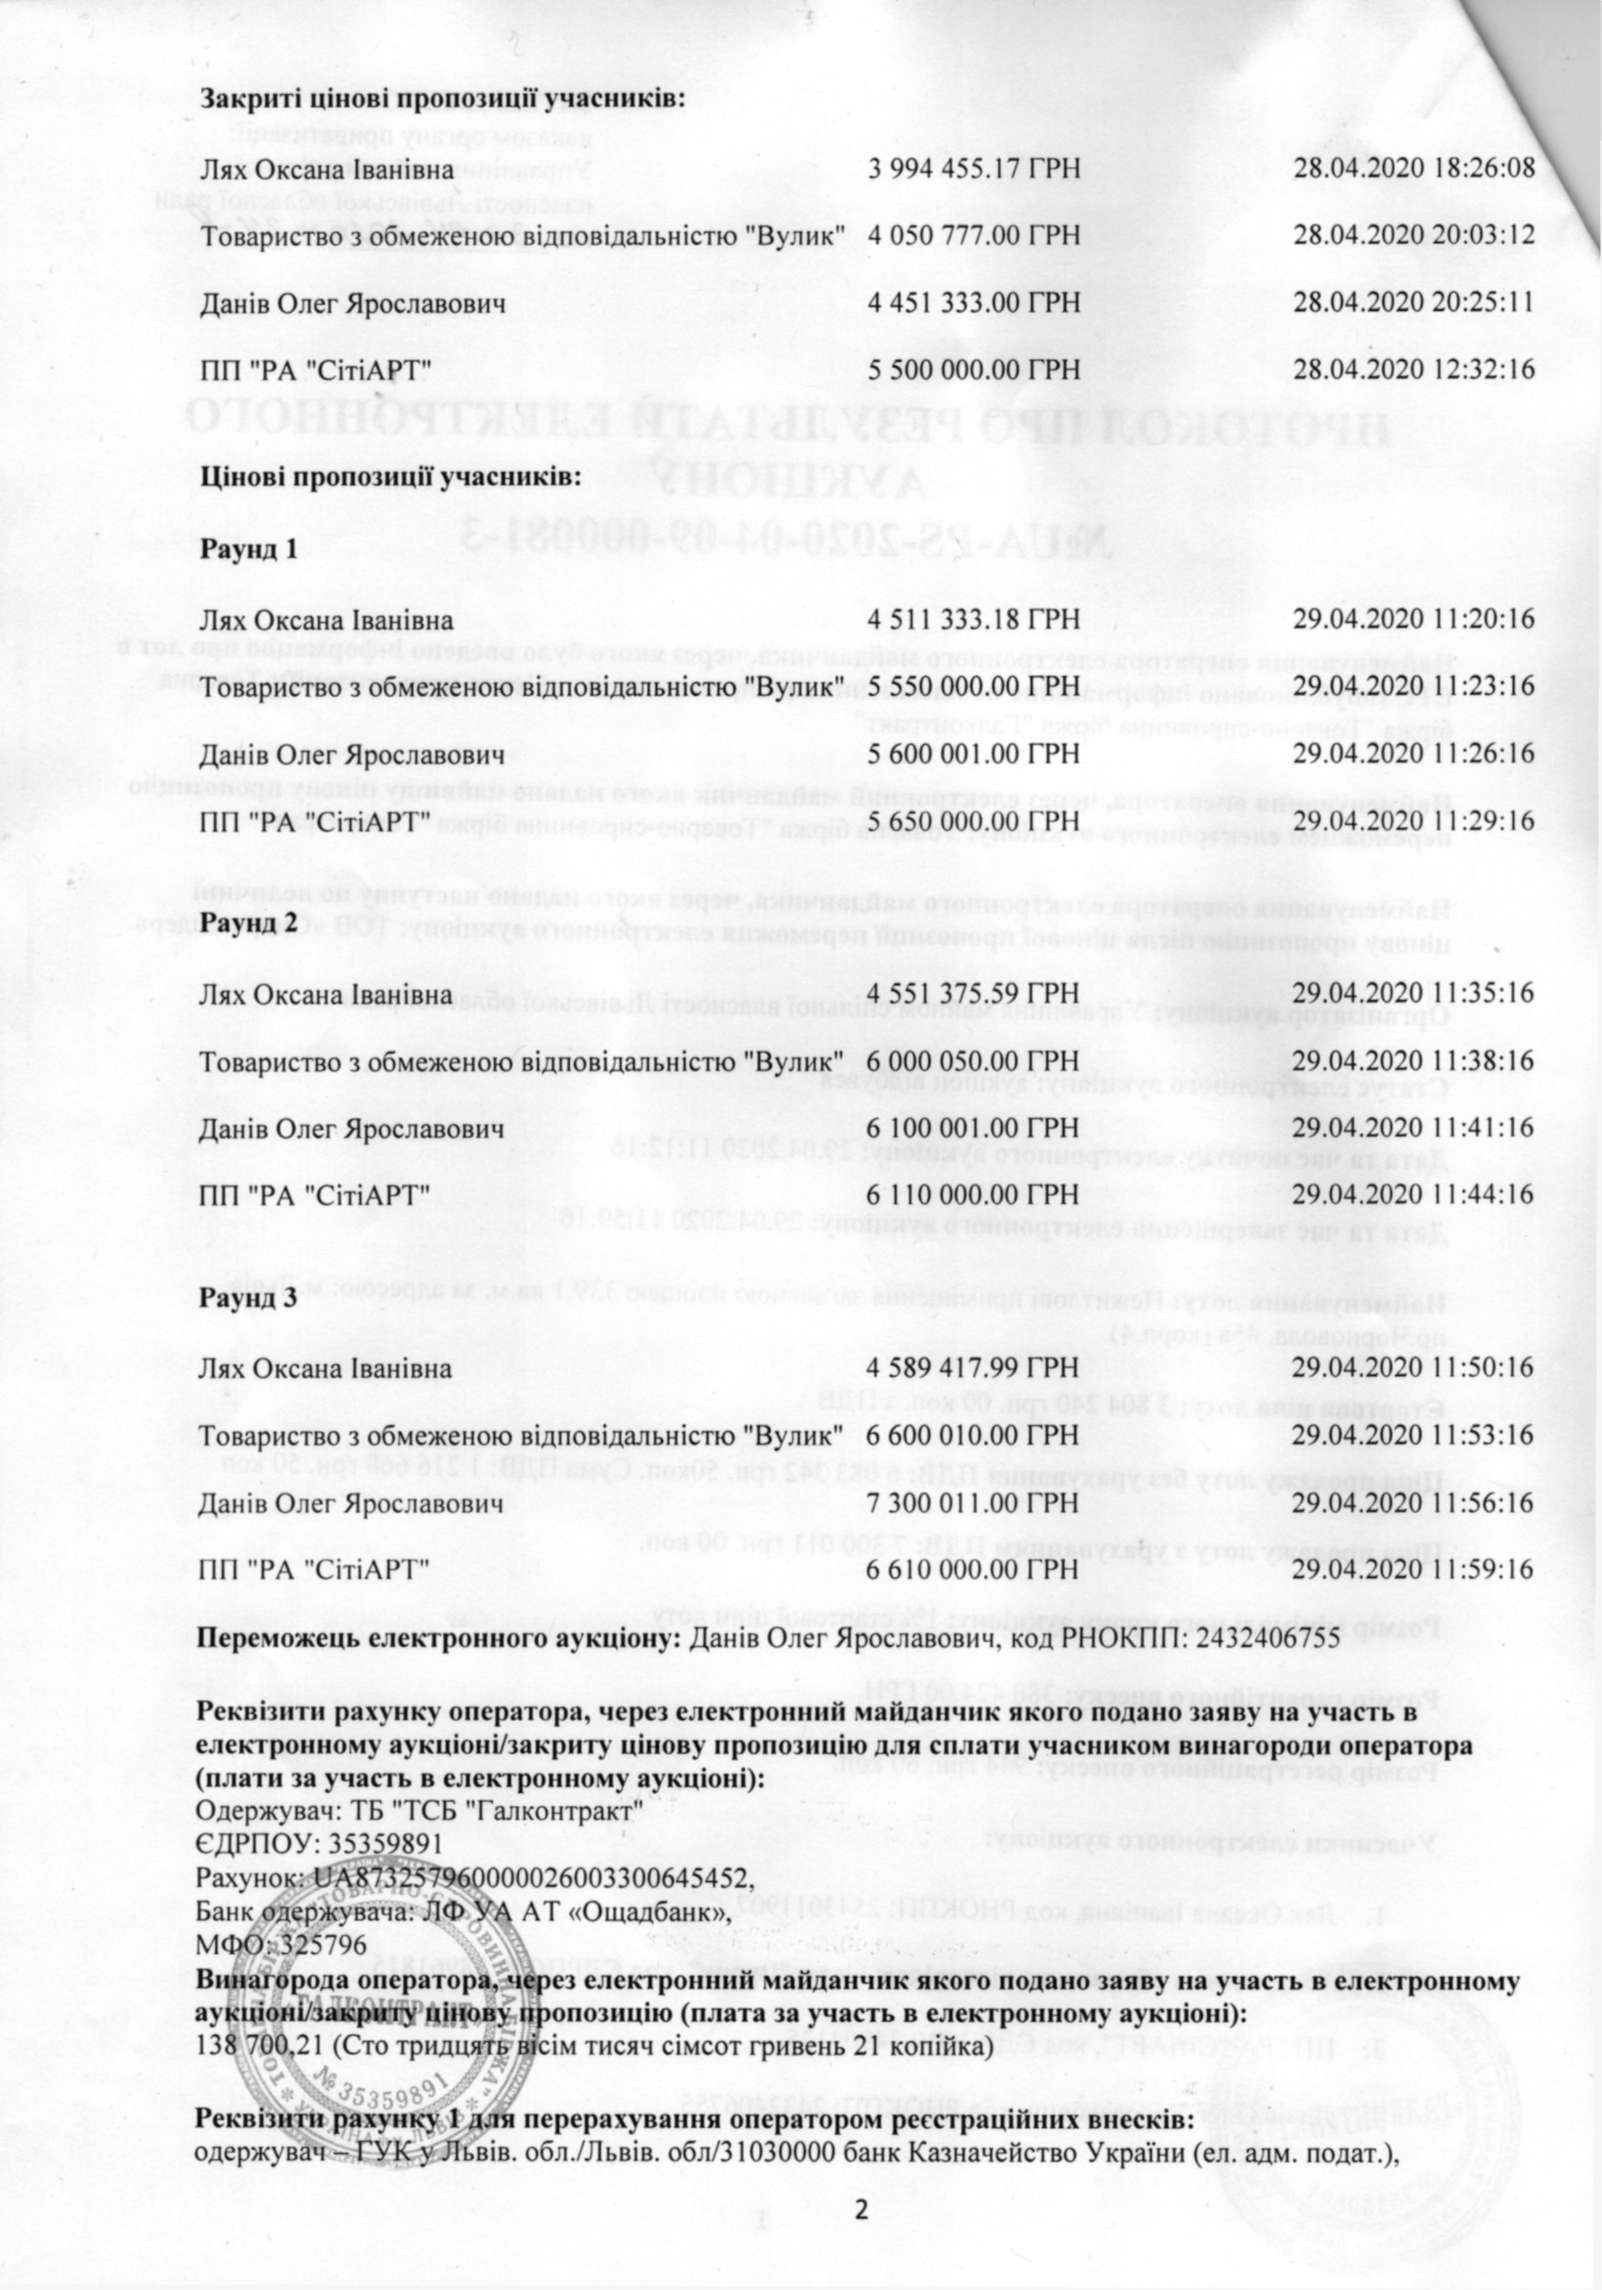 Закриті цінові пропозиції учасників:
Лях Оксана Іванівна 3 994 455.17 ГРН 28.04.2020 18:26:08
Товариство з обмеженою відповідальністю "Вулик" 4 050 777.00 ГРН 28.04.2020 20:03:12
Данів Олег Ярославович 4 451 333.00 ГРН 28.04.2020 20:25:11
ПП "РА "СітіАРТ" 5 500 000.00 ГРН 28.04.2020 12:32:16
Цінові пропозиції учасників:
Раунд 1
Лях Оксана Іванівна 4 511 333.18 ГРН 29.04.2020 11:20:16
Товариство з обмеженою відповідальністю "Вулик" 5 550 000.00 ГРН 29.04.2020 11:23:16
Данів Олег Ярославович 5 600 001.00 ГРН 29.04.2020 11:26:16
ПП "РА "СітіАРТ" 5 650 000.00 ГРН 29.04.2020 11:29:16
Раунд 2
Лях Оксана Іванівна 4 551 375.59 ГРН 29.04.2020 11:35:16
Товариство з обмеженою відповідальністю "Вулик" 6 000 050.00 ГРН 29.04.2020 11:38:16
Данів Олег Ярославович 6 100 001.00 ГРН 29.04.2020 11:41:16
ПП "РА "СітіАРТ" 6 110 000.00 ГРН 29.04.2020 11:44:16
Раунд 3
Лях Оксана Іванівна 4 589 417.99 ГРН 29.04.2020 11:50:16
Товариство з обмеженою відповідальністю "Вулик" 6 600 010.00 ГРН 29.04.2020 11:53:16
Данів Олег Ярославович 7 300 011.00 ГРН 29.04.2020 11:56:16
ПП "РА "СітіАРТ" 6 610 000.00 ГРН 29.04.2020 11:59:16
Переможець електронного аукціону: Данів Олег Ярославович, код РНОКПП: 2432406755
Реквізити рахунку оператора, через електронний майданчик якого подано заяву на участь в
електронному аукціоні/закриту цінову пропозицію для сплати учасником винагороди оператора
(плати за участь в електронному аукціоні):
Одержувач: ТБ "ТСБ "Галконтракт"
ЄДРПОУ: 35359891
Рахунок: UA873257960000026003300645452,
Банк одержувача: ЛФ УА АТ «Ощадбанк»,
МФО: 325796
Винагорода оператора, через електронний майданчик якого подано заяву на участь в електронному
аукціоні/закриту цінову пропозицію (плата за участь в електронному аукціоні):
138 700,21 (Сто тридцять вісім тисяч сімсот гривень 21 копійка)
Реквізити рахунку 1 для перерахування оператором реєстраційних внесків:
одержувач – ГУК у Львів. обл./Львів. обл/31030000 банк Казначейство України (ел. адм. подат.),
2
ТОВАРНО-СИРОВИННА БІРЖА
ГАЛКОНТРАКТ
№ 35359891